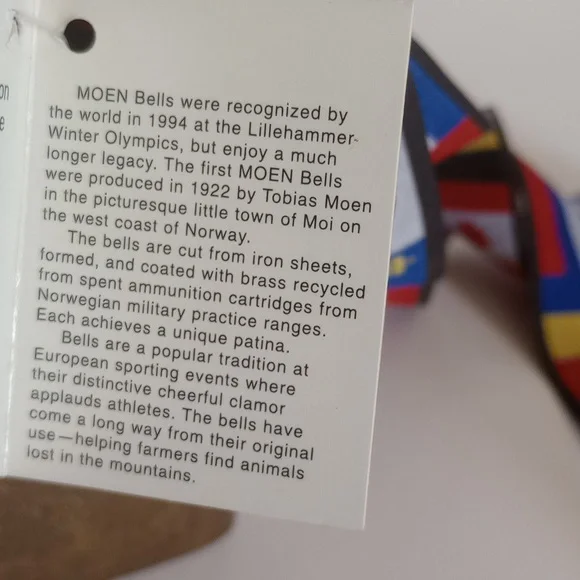 on
e
MOEN Bells were recognized by
the world in 1994 at the Lillehammer
Winter Olympics, but enjoy a much
longer legacy. The first MOEN Bells
were produced in 1922 by Tobias Moen
in the picturesque little town of Moi on
the west coast of Norway.
The bells are cut from iron sheets,
formed, and coated with brass recycled
from spent ammunition cartridges from
Norwegian military practice ranges.
Each achieves a unique patina.
Bells are a popular tradition at
European sporting events where
their distinctive cheerful clamor
applauds athletes. The bells have
come a long way from their original
use—helping farmers find animals
lost in the mountains.